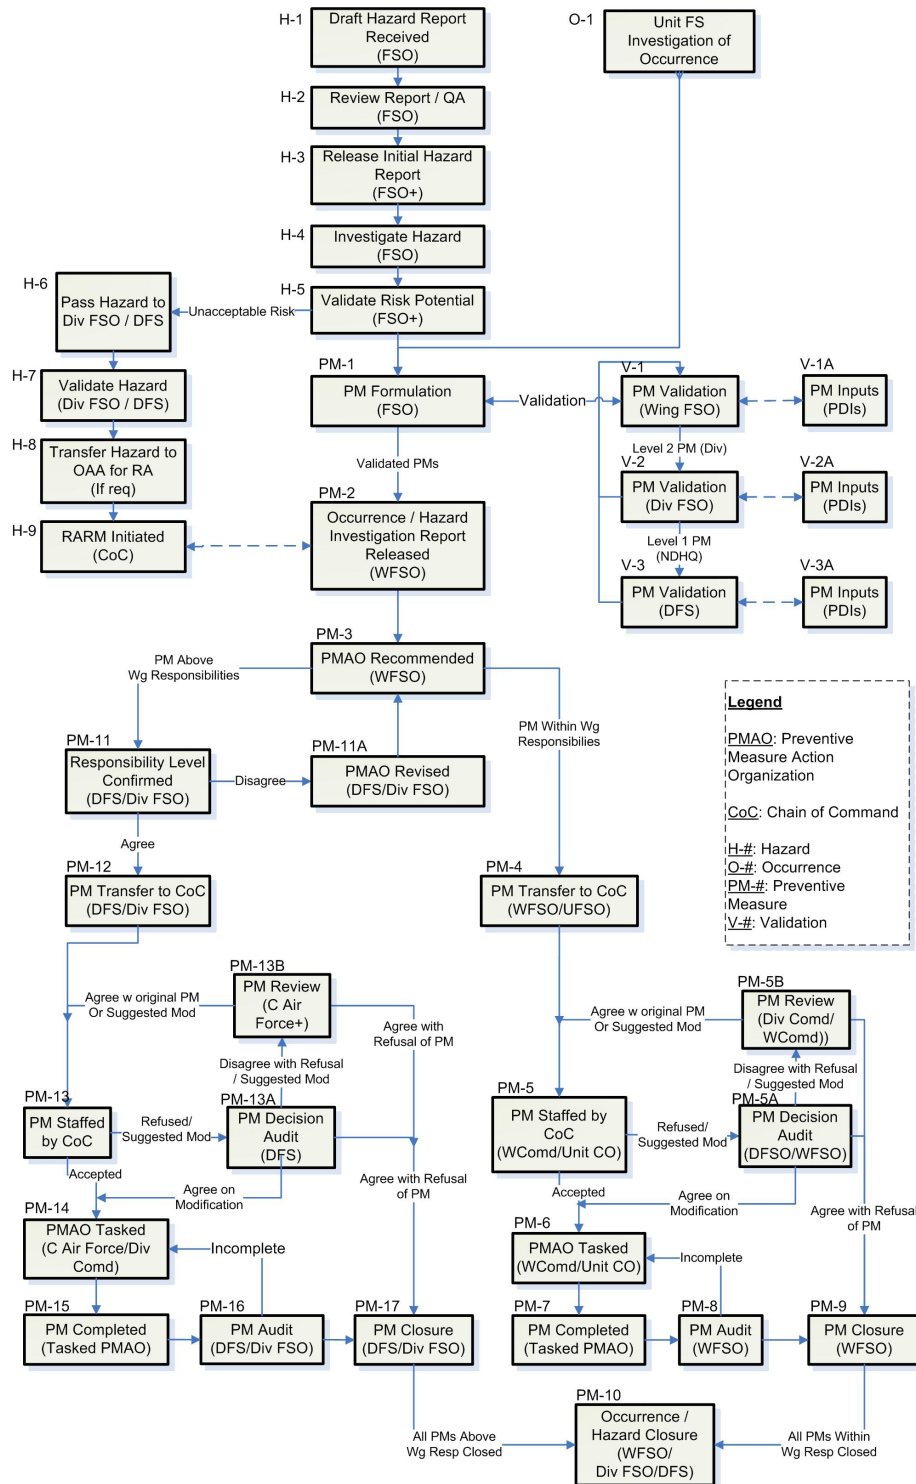 H-1
Draft Hazard Report
Received
(FSO)
O-1
Unit FS
Investigation of
Occurrence
H-2
Review Report / QA
(FSO)
H-3
Release Initial Hazard
Report
(FSO+)
H-4
Investigate Hazard
(FSO)
H-5
Validate Risk Potential
(FSO+)
Unacceptable Risk
H-6
Pass Hazard to
Div FSO / DFS
H-7
Validate Hazard
(Div FSO / DFS)
H-8
Transfer Hazard to
OAA for RA
(If req)
H-9
RARM Initiated
(CoC)
PM-1
PM Formulation
(FSO)
Validation
V-1
PM Validation
(Wing FSO)
V-1A
PM Inputs
(PDIs)
Level 2 PM (Div)
V-2
PM Validation
(Div FSO)
V-2A
PM Inputs
(PDIs)
Level 1 PM
(NDHQ)
V-3
PM Validation
(DFS)
V-3A
PM Inputs
(PDIs)
Validated PMs
PM-2
Occurrence / Hazard
Investigation Report
Released
(WFSO)
PM-3
PMAO Recommended
(WFSO)
PM Above
Wg Responsibilities
PM Within Wg
Responsibilies
PM-11
Responsibility Level
Confirmed
(DFS/Div FSO)
Disagree
PM-11A
PMAO Revised
(DFS/Div FSO)
Agree
Legend
PMAO: Preventive
Measure Action
Organization
CoC: Chain of Command
H-#: Hazard
O-#: Occurrence
PM-#: Preventive
Measure
V-#: Validation
PM-12
PM Transfer to CoC
(DFS/Div FSO)
PM-4
PM Transfer to CoC
(WFSO/UFSO)
PM-13B
PM Review
(C Air
Force+)
Agree w original PM
Or Suggested Mod
Agree with
Refusal of PM
Disagree with Refusal
/ Suggested Mod
PM-13
PM Staffed
by CoC
Refused/
Suggested Mod
PM-13A
PM Decision
Audit
(DFS)
Accepted
Agree on
Modification
Agree with Refusal
of PM
PM-14
PMAO Tasked
(C Air Force/Div
Comd)
Incomplete
PM-15
PM Completed
(Tasked PMAO)
PM-16
PM Audit
(DFS/Div FSO)
PM-17
PM Closure
(DFS/Div FSO)
PM-5B
PM Review
(Div Comd/
WComd))
Agree w original PM
Or Suggested Mod
Disagree with Refusal
/ Suggested Mod
PM-5
PM Staffed by
CoC
(WComd/Unit CO)
Refused/
Suggested Mod
PM-5A
PM Decision
Audit
(DFSO/WFSO)
Accepted
Agree on
Modification
Agree with Refusal
of PM
PM-6
PMAO Tasked
(WComd/Unit CO)
Incomplete
PM-7
PM Completed
(Tasked PMAO)
PM-8
PM Audit
(WFSO)
PM-9
PM Closure
(WFSO)
PM-10
Occurrence /
Hazard Closure
(WFSO/
Div FSO/DFS)
All PMs Above
Wg Resp Closed
All PMs Within
Wg Resp Closed